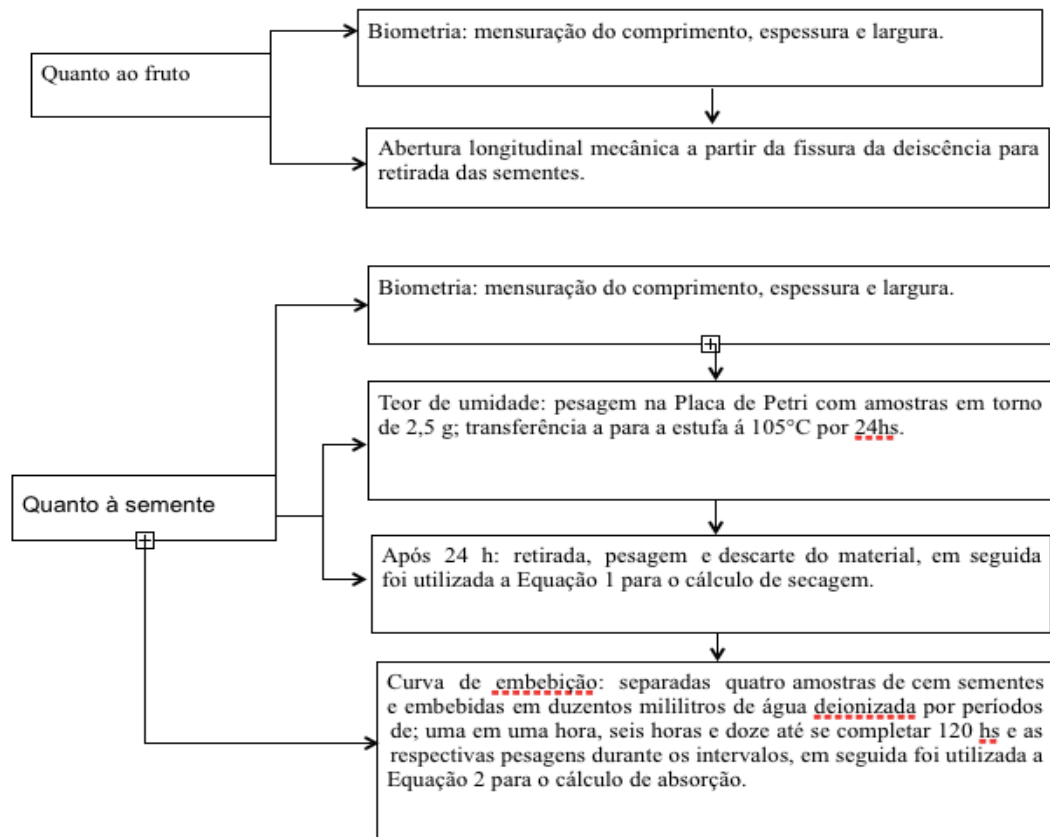 Biometria: mensuração do comprimento, espessura e largura.
Quanto ao fruto
Abertura longitudinal mecânica a partir da fissura da deiscência para
retirada das sementes.
Biometria: mensuração do comprimento, espessura e largura.
Teor de umidade: pesagem na Placa de Petri com amostras em torno
de 2,5 g; transferência a para a estufa á 105°C por 24hs.
Quanto à semente
Após 24 h: retirada, pesagem e descarte do material, em seguida
foi utilizada a Equação 1 para o cálculo de secagem.
Curva de embebição: separadas quatro amostras de cem sementes
e embebidas em duzentos mililitros de água deionizada por períodos
de; uma em uma hora, seis horas e doze até se completar 120 hs e as
respectivas pesagens durante os intervalos, em seguida foi utilizada a
Equação 2 para o cálculo de absorção.